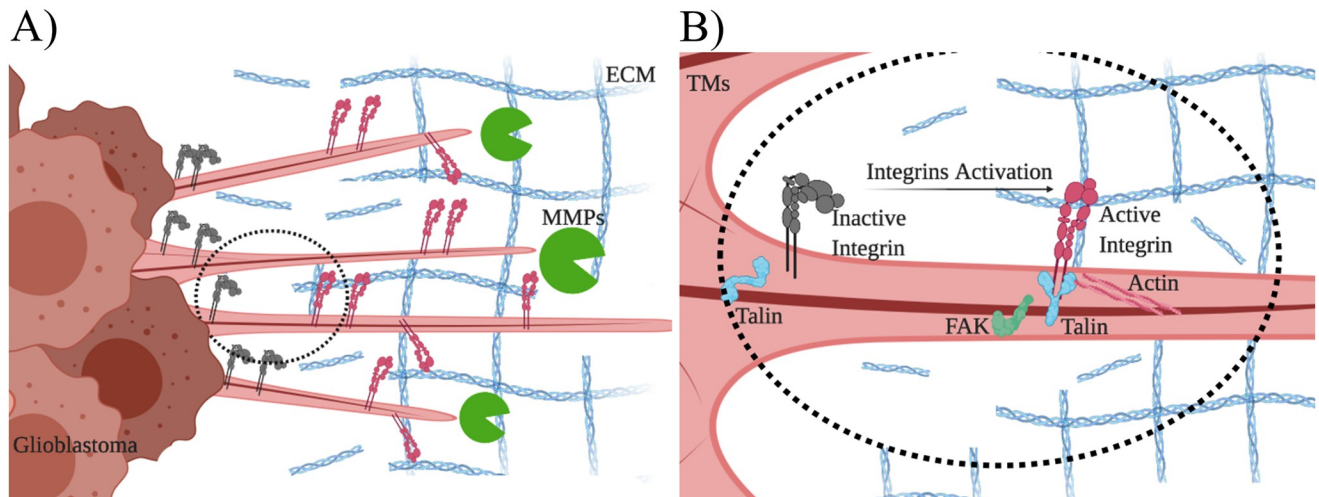 A)
ECM
MMPs
Glioblastoma
B)
TMs
Integrins Activation
Inactive
Integrin
Active
Integrin
Actin
Talin
FAK
Talin